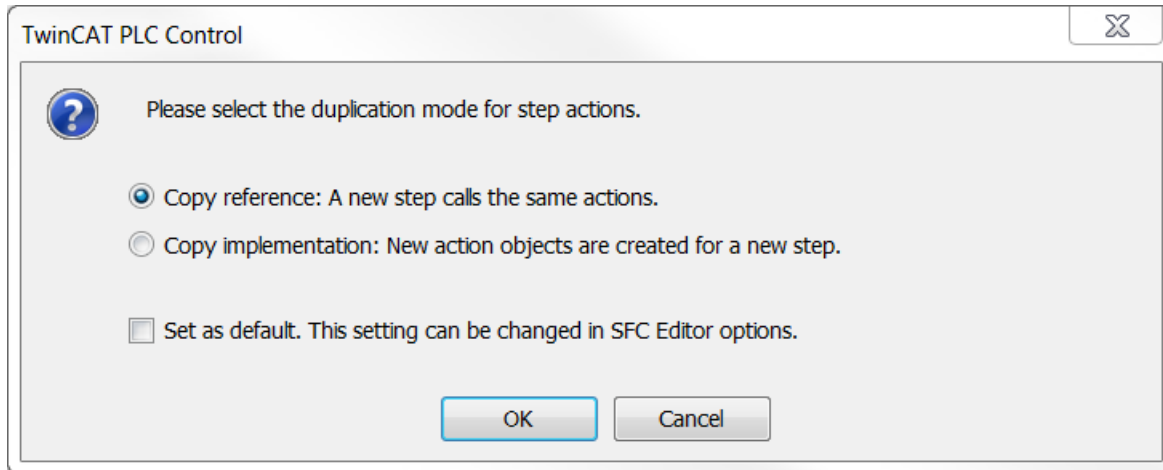 TwinCAT PLC Control
Please select the duplication mode for step actions.
Copy reference: A new step calls the same actions.
Copy implementation: New action objects are created for a new step.
Set as default. This setting can be changed in SFC Editor options.
OK Cancel